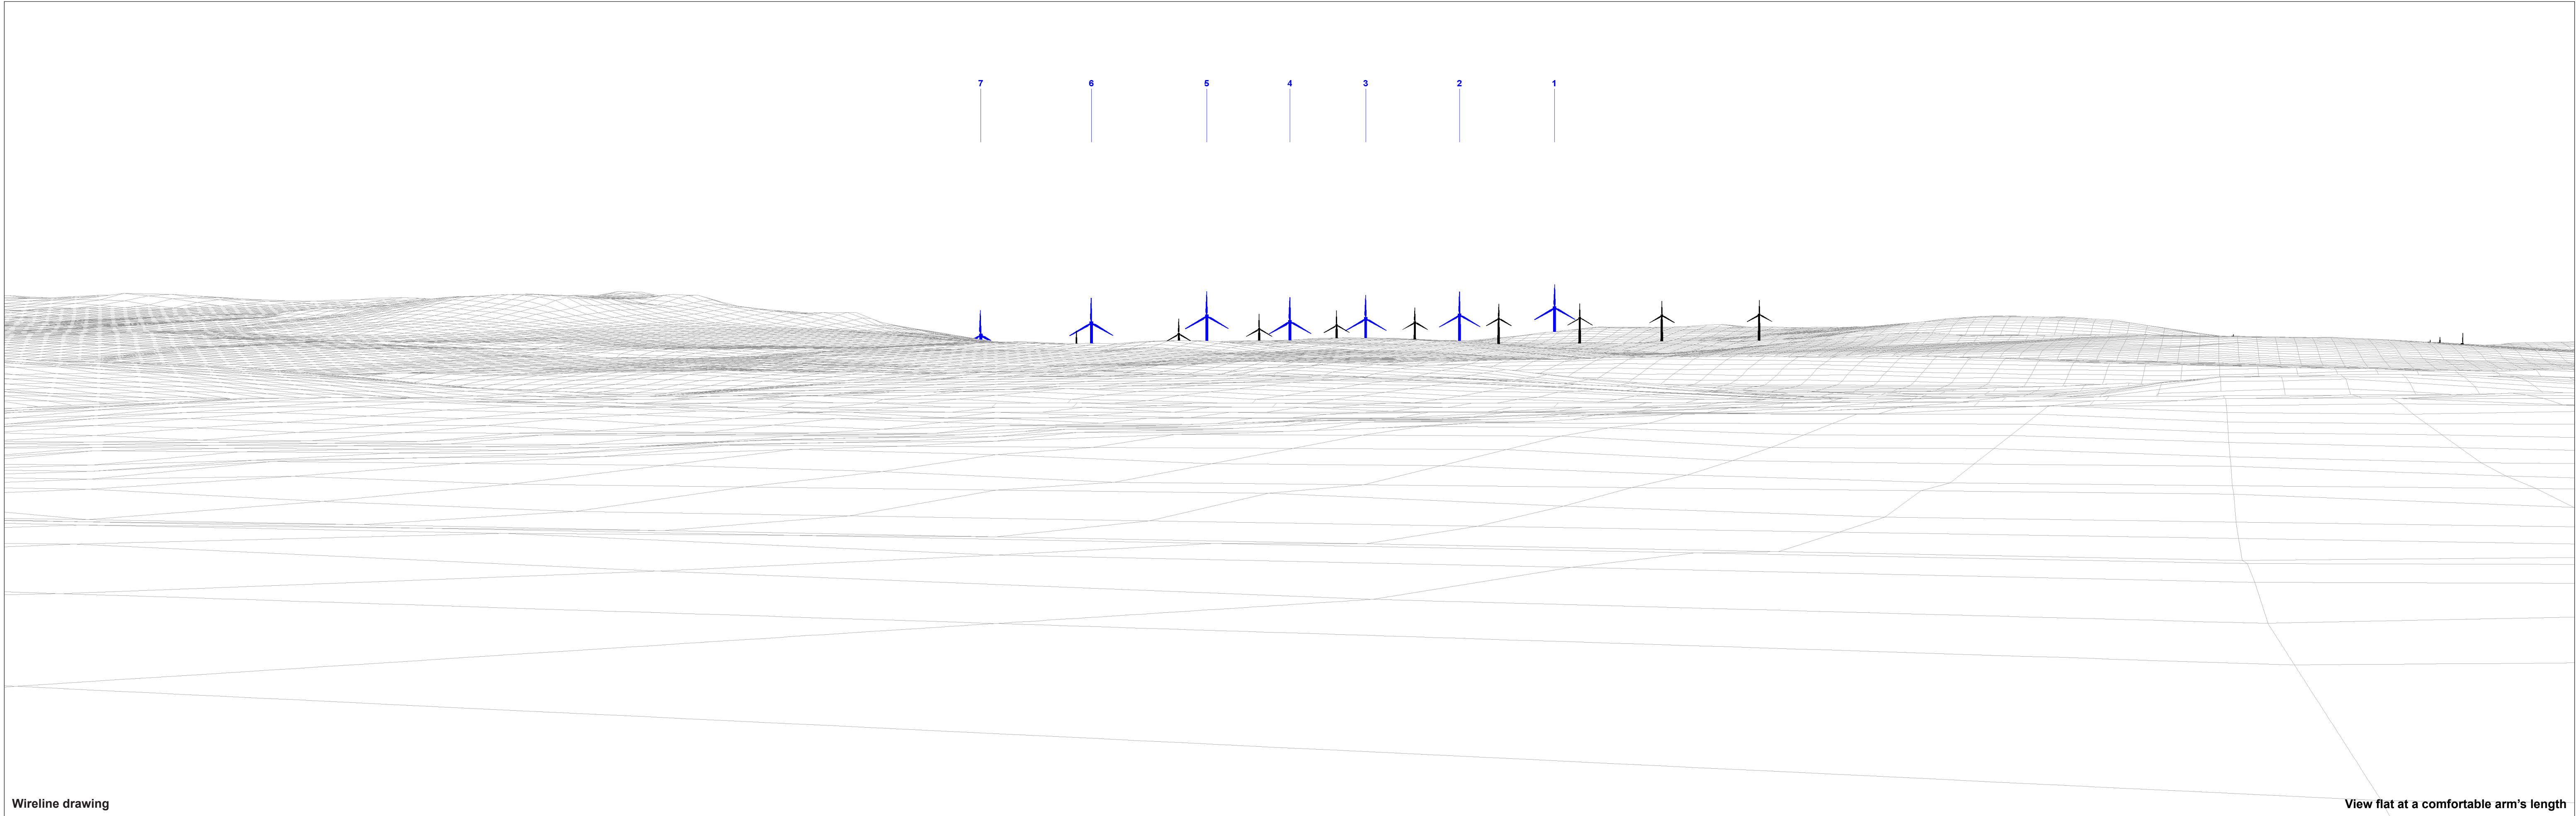 7 6 5 4 3 2 1
Wireline drawing
View flat at a comfortable arm's length